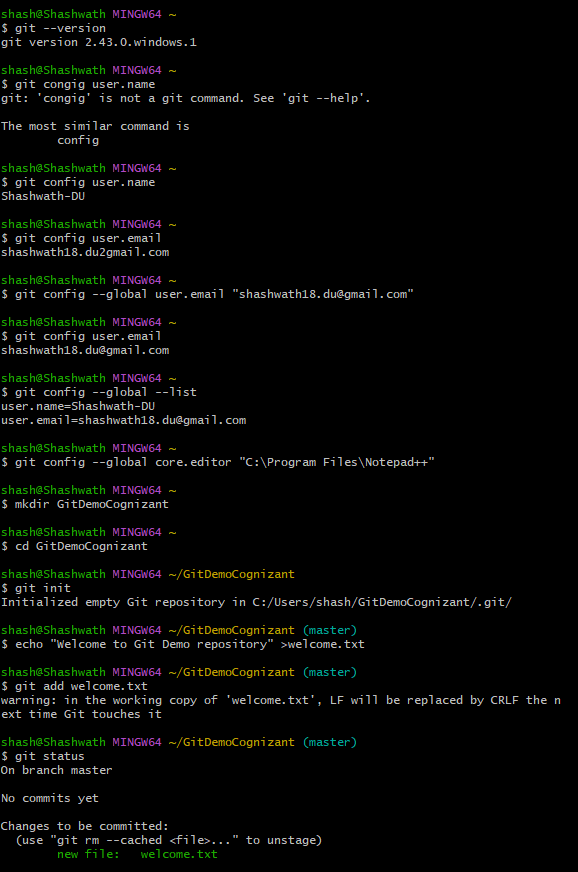 shash@Shashwath MINGW64 ~
$ git --version
git version 2.43.0.windows.1

shash@Shashwath MINGW64 ~
$ git congig user.name
git: 'congig' is not a git command. See 'git --help'.

The most similar command is
        config

shash@Shashwath MINGW64 ~
$ git config user.name
Shashwath-DU

shash@Shashwath MINGW64 ~
$ git config user.email
shashwath18.du2gmail.com

shash@Shashwath MINGW64 ~
$ git config --global user.email "shashwath18.du@gmail.com"

shash@Shashwath MINGW64 ~
$ git config user.email
shashwath18.du@gmail.com

shash@Shashwath MINGW64 ~
$ git config --global --list
user.name=Shashwath-DU
user.email=shashwath18.du@gmail.com

shash@Shashwath MINGW64 ~
$ git config --global core.editor "C:\Program Files\Notepad++"

shash@Shashwath MINGW64 ~
$ mkdir GitDemoCognizant

shash@Shashwath MINGW64 ~
$ cd GitDemoCognizant

shash@Shashwath MINGW64 ~/GitDemoCognizant
$ git init
Initialized empty Git repository in C:/Users/shash/GitDemoCognizant/.git/

shash@Shashwath MINGW64 ~/GitDemoCognizant (master)
$ echo "Welcome to Git Demo repository" >welcome.txt

shash@Shashwath MINGW64 ~/GitDemoCognizant (master)
$ git add welcome.txt
warning: in the working copy of 'welcome.txt', LF will be replaced by CRLF the n
ext time Git touches it

shash@Shashwath MINGW64 ~/GitDemoCognizant (master)
$ git status
On branch master

No commits yet

Changes to be committed:
  (use "git rm --cached <file>..." to unstage)
        new file:   welcome.txt